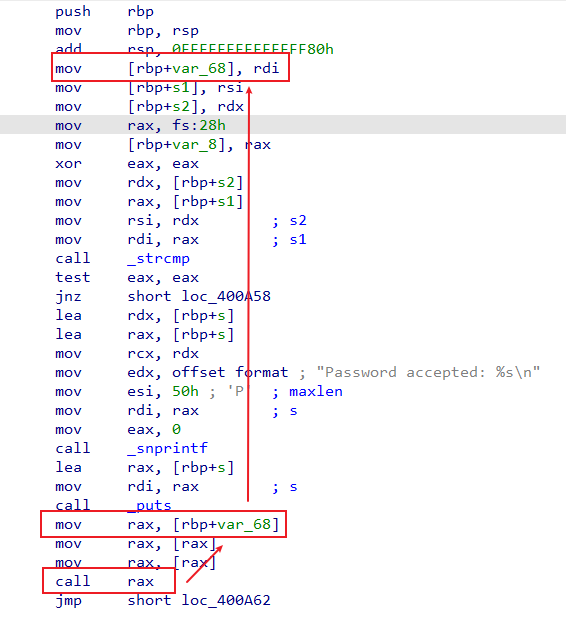 push rbp
mov rbp, rsp
add rsp, 0FFFFFFFFFFFFFF80h
mov [rbp+var_68], rdi
mov [rbp+s1], rsi
mov [rbp+s2], rdx
mov rax, fs:28h
mov [rbp+var_8], rax
xor eax, eax
mov rdx, [rbp+s2]
mov rax, [rbp+s1]
mov rsi, rdx ; s2
mov rdi, rax ; s1
call _strcmp
test eax, eax
jnz short loc_400A58
lea rdx, [rbp+s]
lea rax, [rbp+s]
mov rcx, rdx
mov edx, offset format ; "Password accepted: %s\n"
mov esi, 50h ; 'P' ; maxlen
mov rdi, rax ; s
mov eax, 0
call _snprintf
lea rax, [rbp+s]
mov rdi, rax ; s
call _puts
mov rax, [rbp+var_68]
mov rax, [rax]
mov rax, [rax]
call rax
jmp short loc_400A62